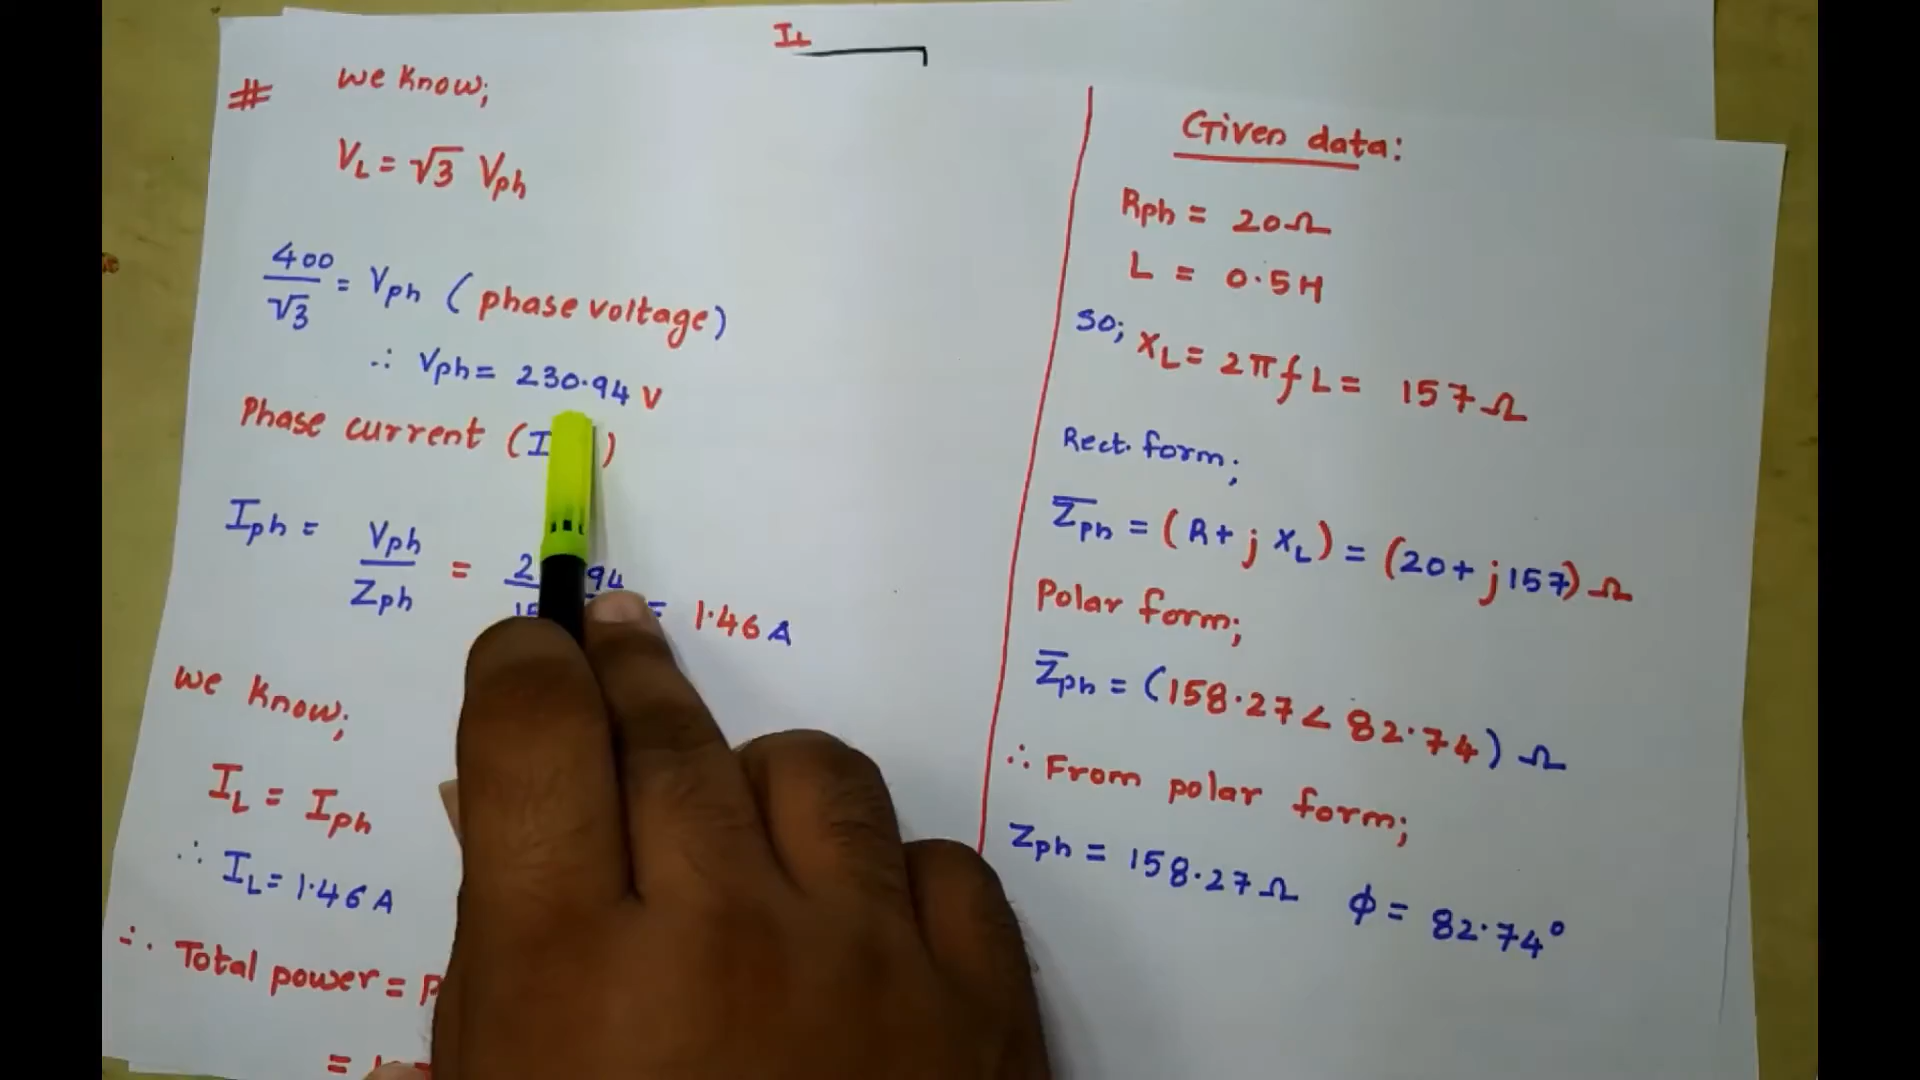 IL
# we know;
VL = √3 Vph
400/√3 = Vph (phase voltage)
∴ Vph = 230.94 V
Phase current (I )
Iph = Vph/Zph = = 1.46 A
we know;
IL = Iph
∴ IL = 1.46 A
∴ Total power =
=
Given data:
Rph = 20Ω
L = 0.5H
so; XL = 2πfL = 157Ω
Rect. form;
Z̅ph = (R + j XL) = (20 + j157) Ω
Polar form;
Z̅ph = (158.27 < 82.74) Ω
∴ From polar form;
Zph = 158.27Ω ϕ = 82.74°